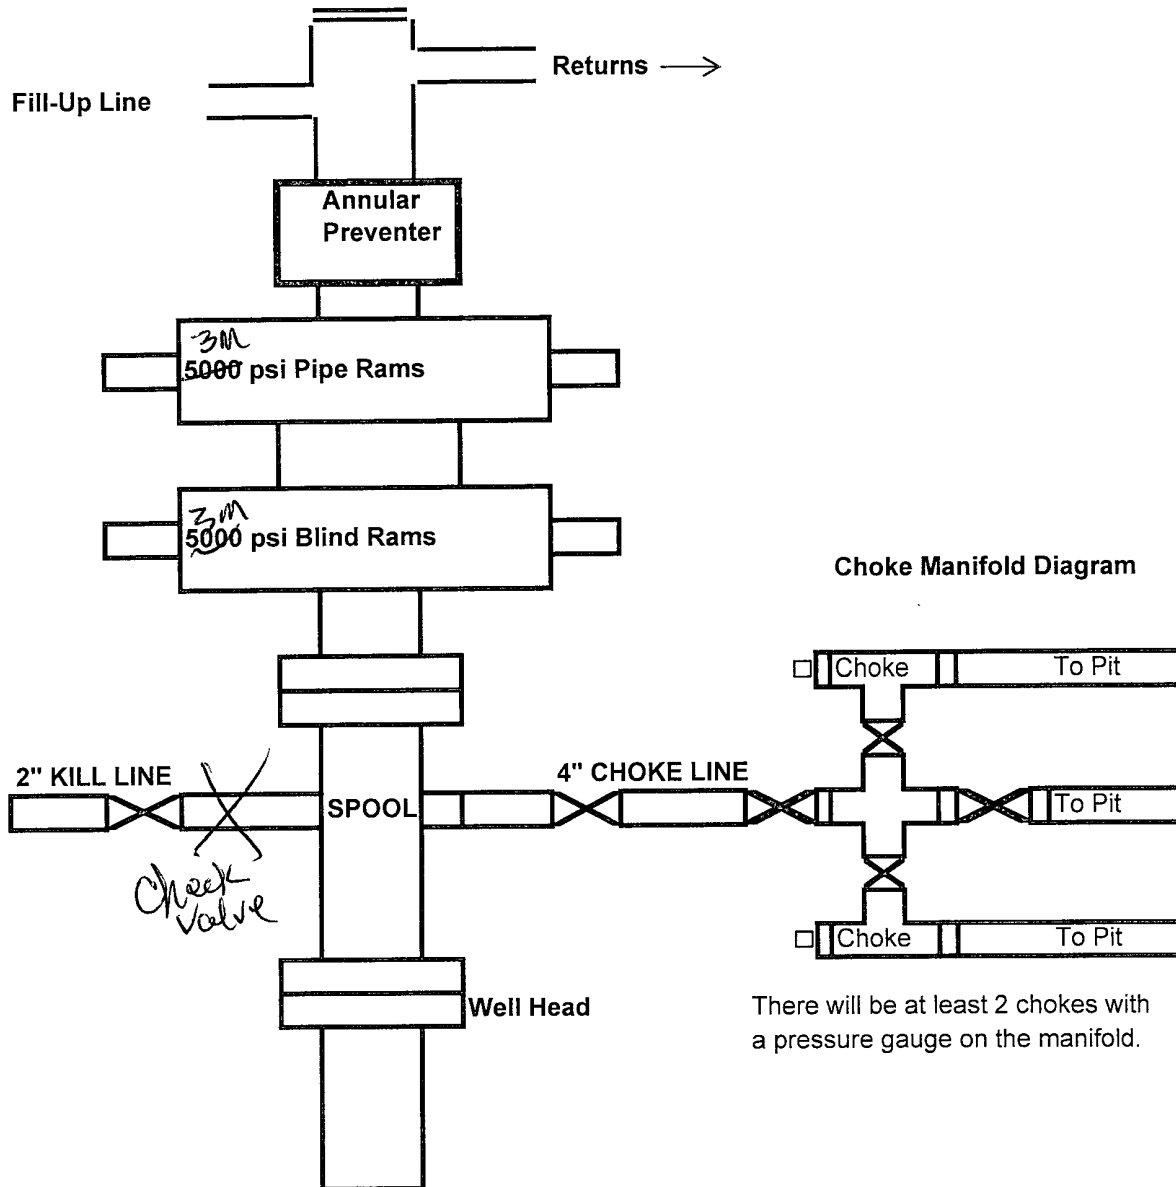 Returns
Fill-Up Line
Annular
Preventer
3M
5000 psi Pipe Rams
3M
5000 psi Blind Rams
Choke Manifold Diagram
Choke
To Pit
2" KILL LINE
SPOOL
4" CHOKE LINE
To Pit
Check
valve
Choke
To Pit
Well Head
There will be at least 2 chokes with
a pressure gauge on the manifold.